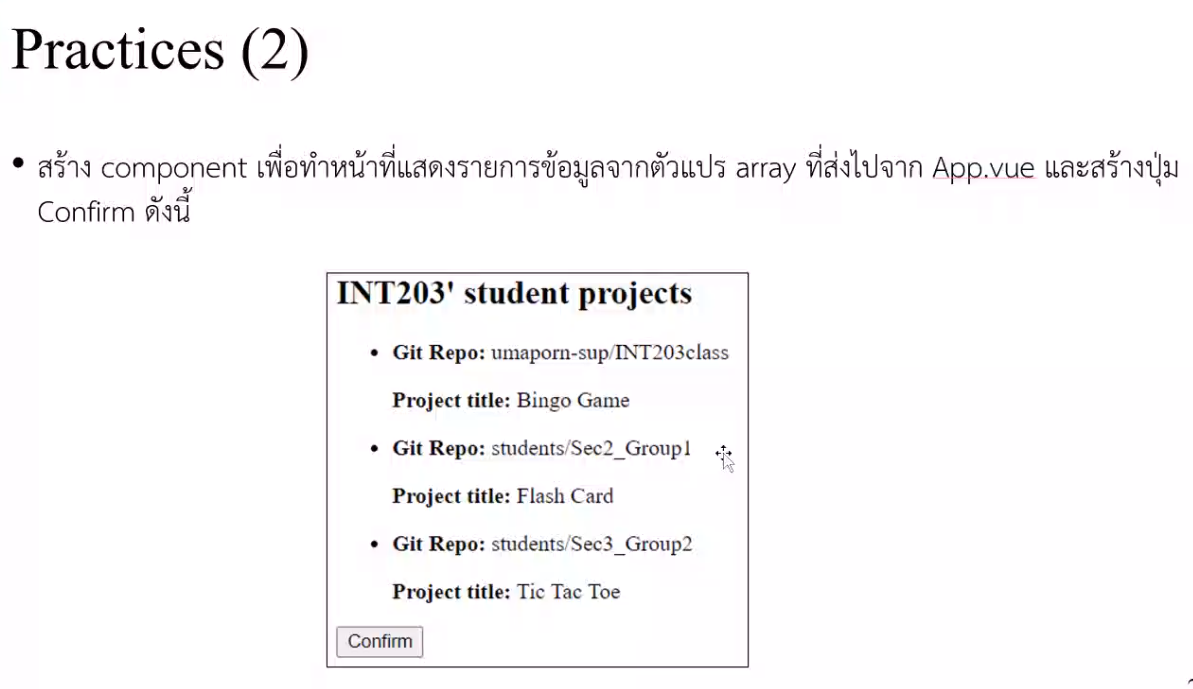 Practices (2)
• สร้าง component เพื่อทำหน้าที่แสดงรายการข้อมูลจากตัวแปร array ที่ส่งไปจาก App.vue และสร้างปุ่ม
Confirm ดังนี้
INT203' student projects
• Git Repo: umaporn-sup/INT203class
Project title: Bingo Game
• Git Repo: students/Sec2_Group1
Project title: Flash Card
• Git Repo: students/Sec3_Group2
Project title: Tic Tac Toe
Confirm